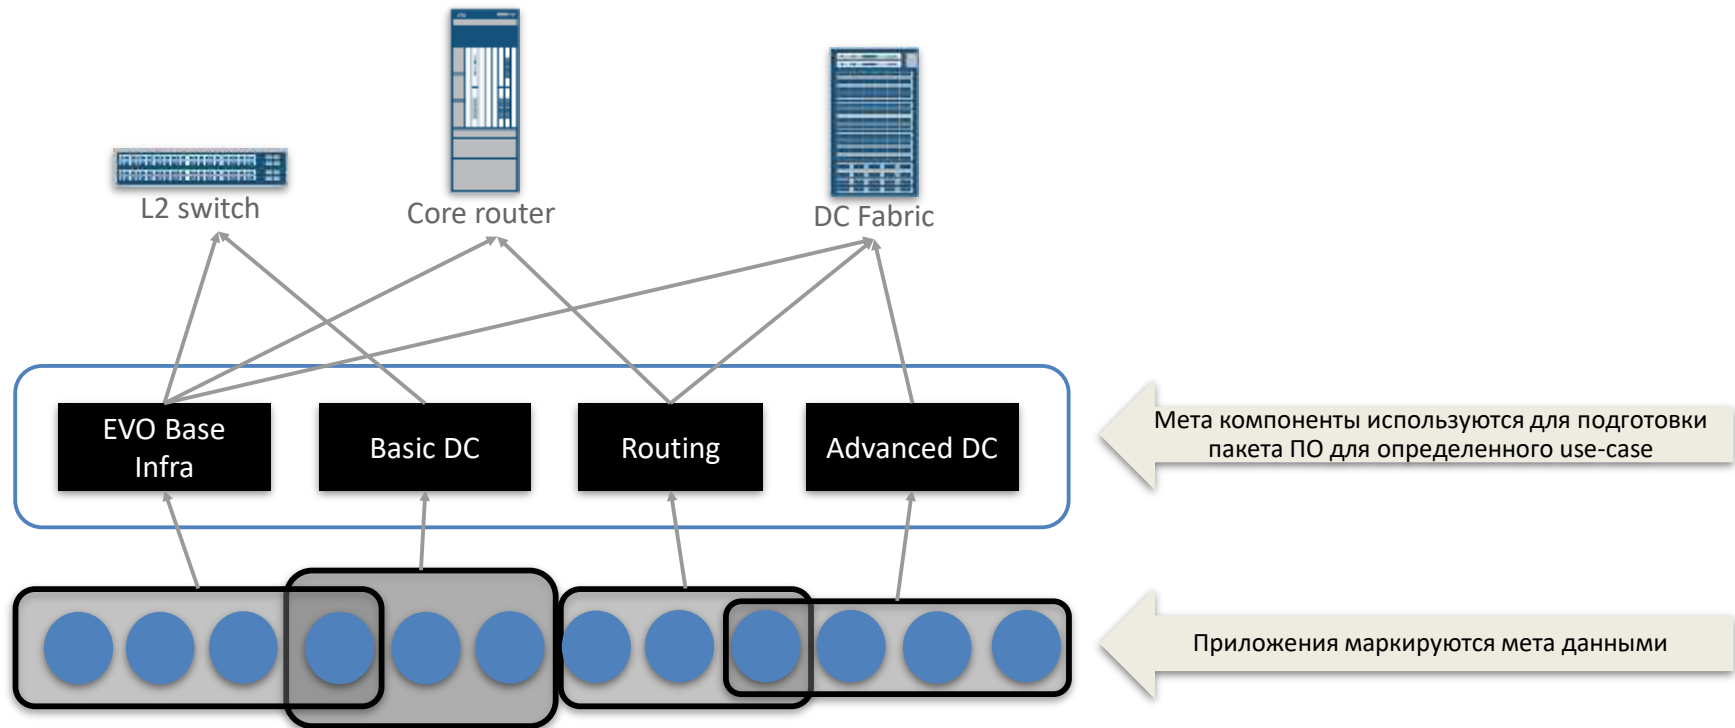 L2 switch
Core router
DC Fabric
EVO Base
Infra
Basic DC
Routing
Advanced DC
Мета компоненты используются для подготовки
пакета ПО для определенного use-case
Приложения маркируются мета данными